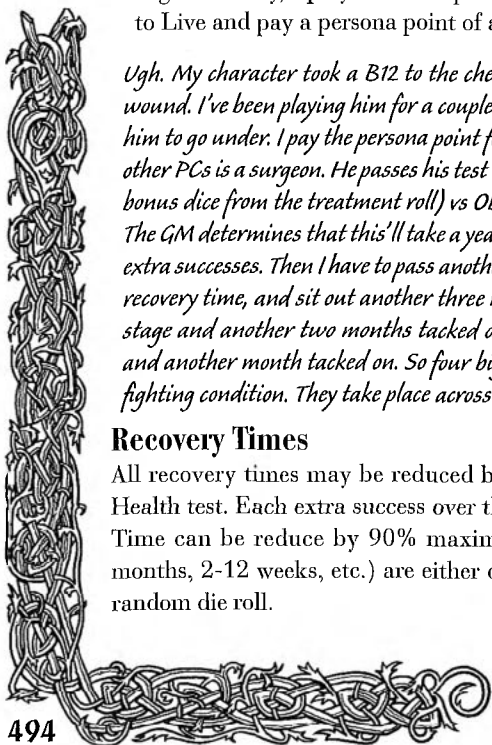 to Live and pay a persona point of a
Ugh. My character took a B12 to the che
wound. I've been playing him for a couple
him to go under. I pay the persona point f
other PCs is a surgeon. He passes his test
bonus dice from the treatment roll) vs Ob
The GM determines that this'll take a yea
extra successes. Then I have to pass anoth
recovery time, and sit out another three
stage and another two months tacked o
and another month tacked on. So four bu
fighting condition. They take place across
Recovery Times
All recovery times may be reduced b
Health test. Each extra success over th
Time can be reduce by 90% maxim
months, 2-12 weeks, etc.) are either c
random die roll.
494